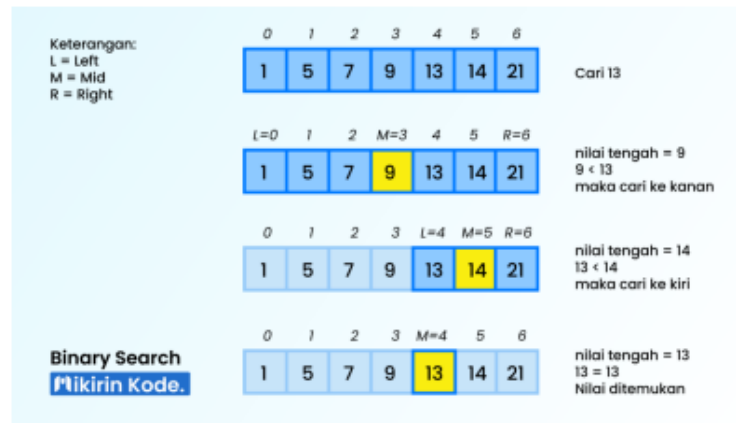 Keterangan:
L = Left
M = Mid
R = Right
0 1 2 3 4 5 6
1 5 7 9 13 14 21
Cari 13
L=0 1 2 M=3 4 5 R=6
1 5 7 9 13 14 21
nilai tengah = 9
9 < 13
maka cari ke kanan
0 1 2 3 L=4 M=5 R=6
1 5 7 9 13 14 21
nilai tengah = 14
13 < 14
maka cari ke kiri
0 1 2 3 M=4 5 6
1 5 7 9 13 14 21
nilai tengah = 13
13 = 13
Nilai ditemukan
Binary Search
Mikirin Kode.